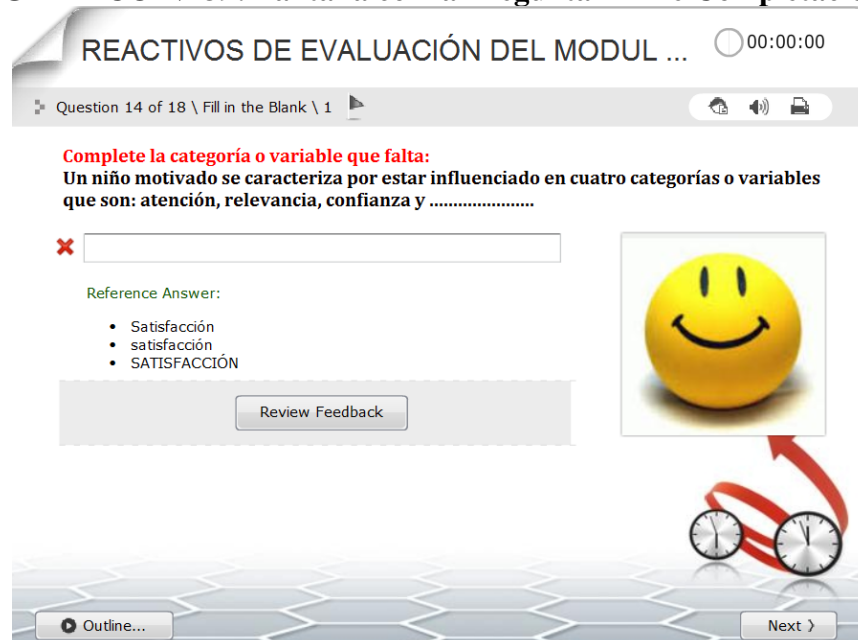 REACTIVOS DE EVALUACIÓN DEL MODUL ...
00:00:00
Question 14 of 18 \ Fill in the Blank \ 1
Complete la categoría o variable que falta:
Un niño motivado se caracteriza por estar influenciado en cuatro categorías o variables
que son: atención, relevancia, confianza y ......................
Reference Answer:
• Satisfacción
• satisfacción
• SATISFACCIÓN
Review Feedback
Outline...
Next >